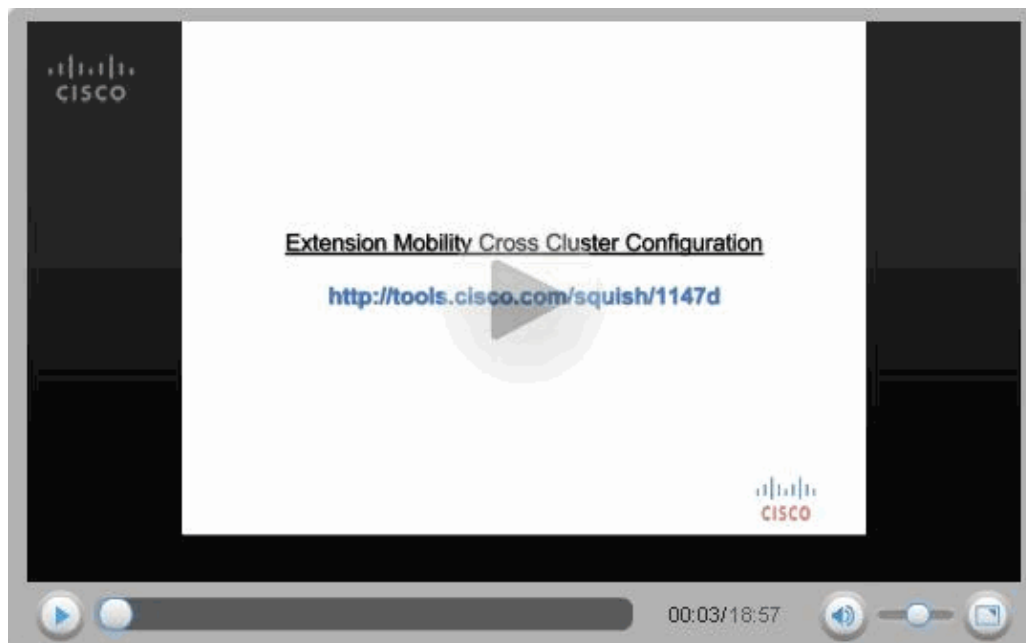 CISCO
Extension Mobility Cross Cluster Configuration
http://tools.cisco.com/squish/1147d
CISCO
00:03/18:57